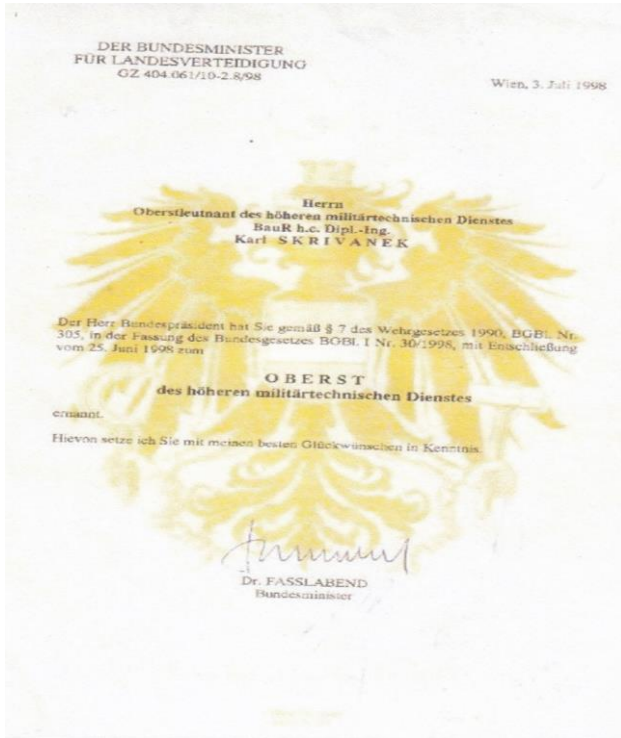 DER BUNDESMINISTER
FÜR LANDESVERTEIDIGUNG
GZ 404.061/10-2.8/98
Wien, 3. Juli 1998
Herrn
Oberstleutnant des höheren militärtechnischen Dienstes
BauR h.c. Dipl.-Ing.
Karl SKRIVANEK
Der Herr Bundespräsident hat Sie gemäß § 7 des Wehrgesetzes 1990, BGBl. Nr.
305, in der Fassung des Bundesgesetzes BGBl. I Nr. 30/1998, mit Entschließung
vom 25. Juni 1998 zum
OBERST
des höheren militärtechnischen Dienstes
ernannt.
Hievon setze ich Sie mit meinen besten Glückwünschen in Kenntnis.
Dr. FASSLABEND
Bundesminister